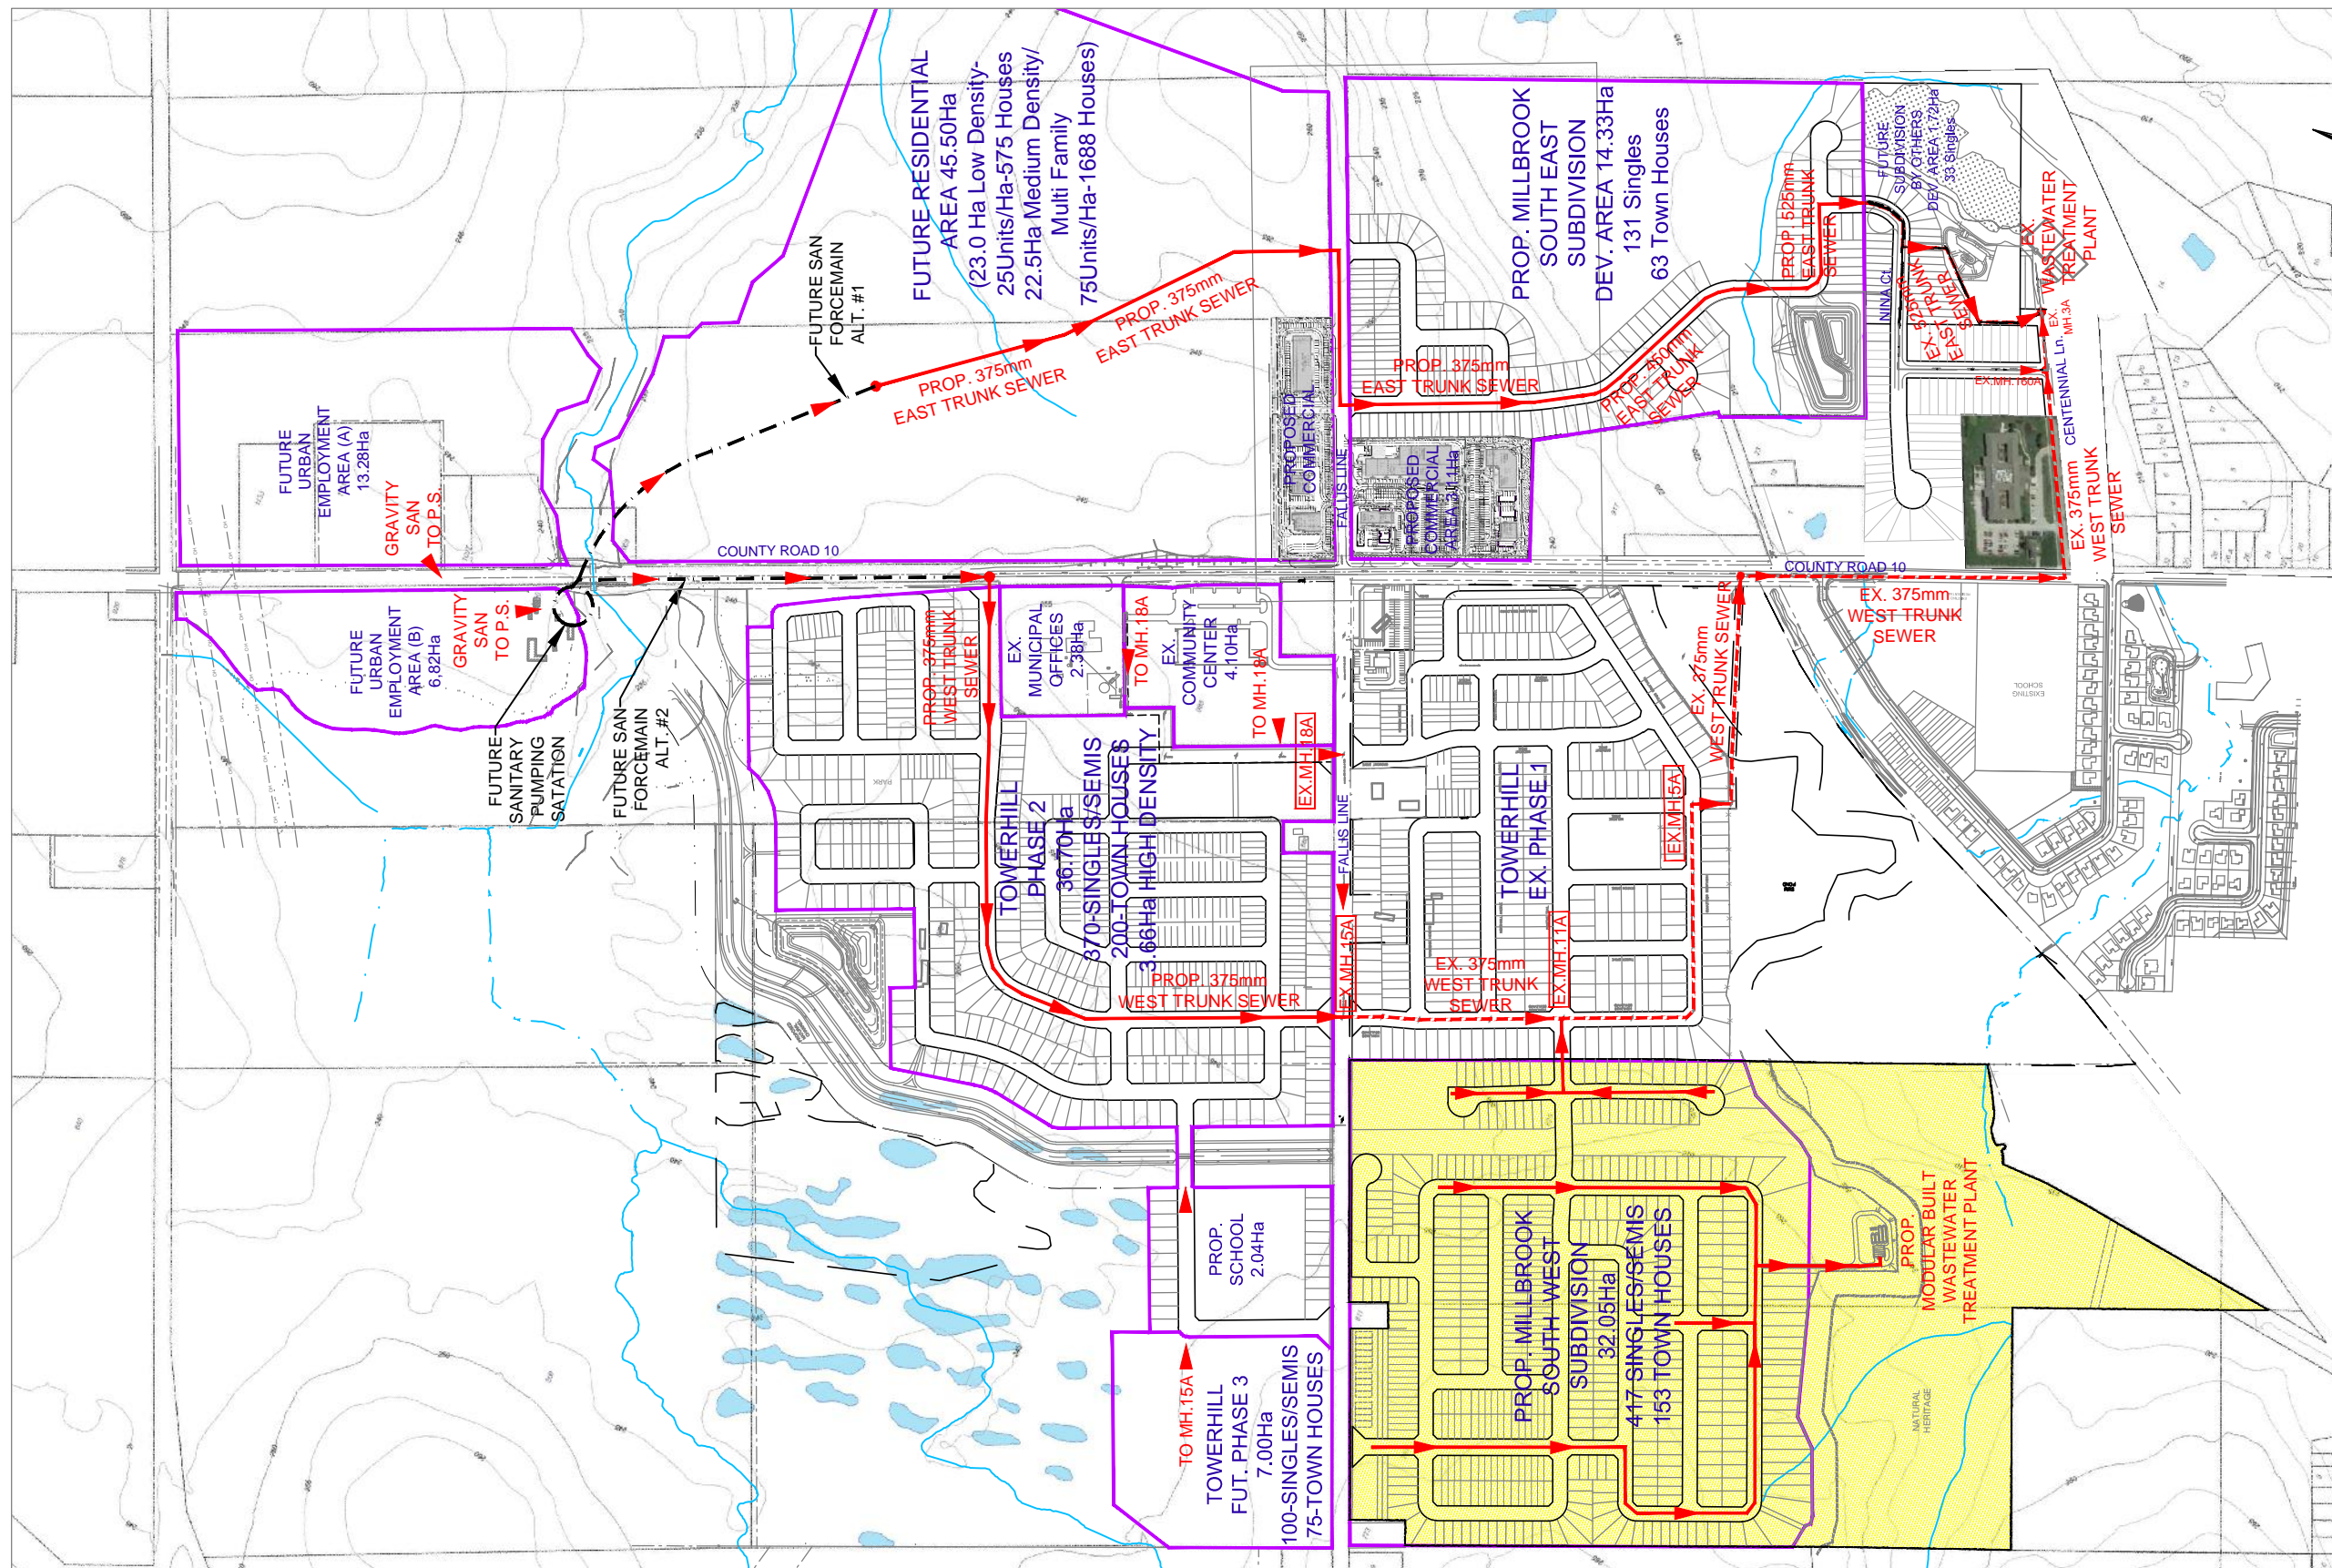 FUTURE RESIDENTIAL
AREA 45.50Ha
(23.0 Ha Low Density-
25Units/Ha-575 Houses
22.5Ha Medium Density/
Multi Family
75Units/Ha-1688 Houses)
PROP. MILLBROOK
SOUTH EAST
SUBDIVISION
DEV. AREA 14.33Ha
131 Singles
63 Town Houses
FUTURE
SUBDIVISION
BY OTHERS
DEV. AREA 1.72Ha
33 Singles
EX.
WASTEWATER
TREATMENT
PLANT
PROP. 525mm
EAST TRUNK
SEWER
NINA Ct.
EX. 525mm
EAST TRUNK
SEWER
EX.
MH.3A
CENTENNIAL Ln.
EX.MH.160A
EX. 375mm
WEST TRUNK
SEWER
FUTURE SAN
FORCEMAIN
ALT. #1
PROP. 375mm
EAST TRUNK SEWER
PROP. 375mm
EAST TRUNK SEWER
PROP. 375mm
EAST TRUNK SEWER
PROP. 450mm
EAST TRUNK
SEWER
PROPOSED
COMMERCIAL
FALLIS LINE
PROPOSED
COMMERCIAL
AREA 3.11Ha
FUTURE
URBAN
EMPLOYMENT
AREA (A)
13.28Ha
GRAVITY
SAN
TO P.S.
COUNTY ROAD 10
COUNTY ROAD 10
FUTURE
URBAN
EMPLOYMENT
AREA (B)
6.82Ha
GRAVITY
SAN
TO P.S.
FUTURE
SANITARY
PUMPING
SATATION
FUTURE SAN
FORCEMAIN
ALT. #2
PROP. 375mm
WEST TRUNK
SEWER
EX.
MUNICIPAL
OFFICES
2.38Ha
TO MH.18A
EX.
COMMUNITY
CENTER
4.10Ha
TO MH.18A
EX.MH.18A
EX. 375mm
WEST TRUNK SEWER
EX. 375mm
WEST TRUNK
SEWER
EXISTING
SCHOOL
PARK
TOWERHILL
PHASE 2
36.70Ha
370-SINGLES/SEMIS
200-TOWN HOUSES
3.66Ha HIGH DENSITY
FALLIS LINE
TOWERHILL
EX. PHASE 1
EX.MH5A
EX.MH.15A
EX.MH.11A
PROP. 375mm
WEST TRUNK SEWER
EX. 375mm
WEST TRUNK
SEWER
PROP.
SCHOOL
2.04Ha
TO MH.15A
TOWERHILL
FUT. PHASE 3
7.00Ha
100-SINGLES/SEMIS
75-TOWN HOUSES
PROP. MILLBROOK
SOUTH WEST
SUBDIVISION
32.05Ha
417 SINGLES/SEMIS
153 TOWN HOUSES
PROP.
MODULAR BUILT
WASTEWATER
TREATMENT PLANT
NATURAL
HERITAGE